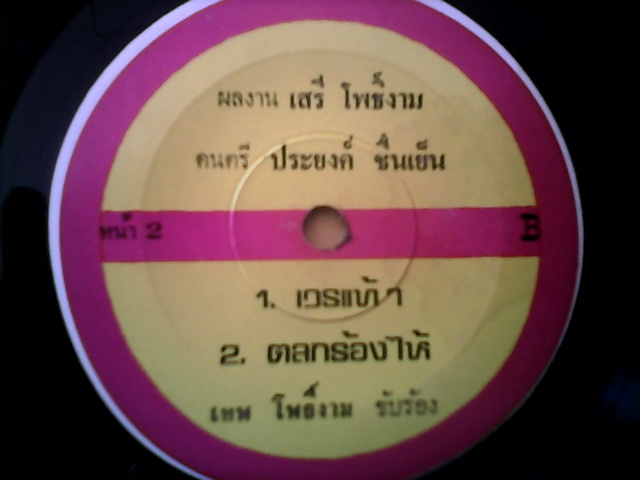 ผลงาน เสรี โพธิ์งาม
ดนตรี ประยงค์ ชื่นเย็น
หน้า 2 B
1. เวรแท้ๆ
2. ตลกร้องไห้
เทพ โพธิ์งาม ขับร้อง